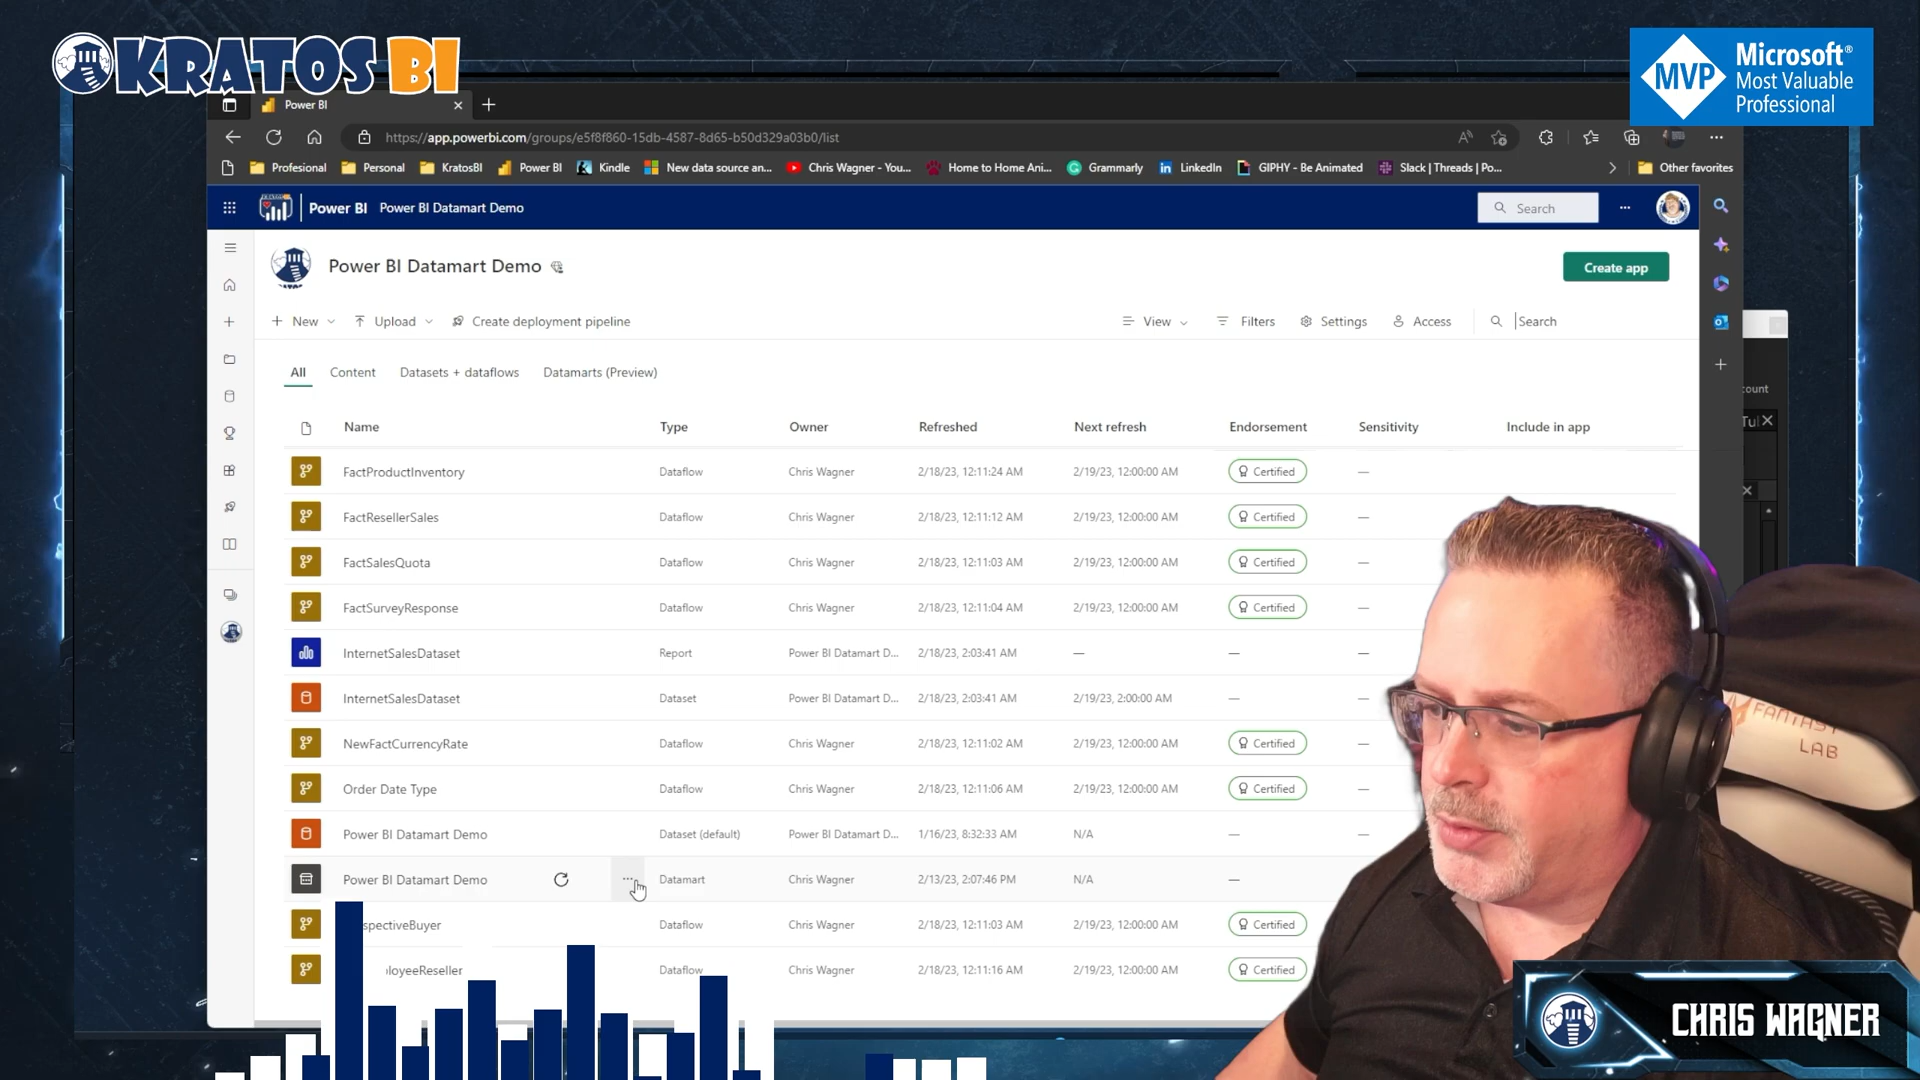 KRATOS BI
MVP
Microsoft®
Most Valuable
Professional
Power BI
https://app.powerbi.com/groups/e5f8f860-15db-4587-8d65-b50d329a03b0/list
Profesional Personal KratosBI Power BI Kindle New data source an... Chris Wagner - You... Home to Home Ani... Grammarly LinkedIn GIPHY - Be Animated Slack | Threads | Po... Other favorites
Power BI Power BI Datamart Demo Search
Power BI Datamart Demo Create app
New Upload Create deployment pipeline View Filters Settings Access Search
All Content Datasets + dataflows Datamarts (Preview)
Name Type Owner Refreshed Next refresh Endorsement Sensitivity Include in app
FactProductInventory Dataflow Chris Wagner 2/18/23, 12:11:24 AM 2/19/23, 12:00:00 AM Certified —
FactResellerSales Dataflow Chris Wagner 2/18/23, 12:11:12 AM 2/19/23, 12:00:00 AM Certified —
FactSalesQuota Dataflow Chris Wagner 2/18/23, 12:11:03 AM 2/19/23, 12:00:00 AM Certified —
FactSurveyResponse Dataflow Chris Wagner 2/18/23, 12:11:04 AM 2/19/23, 12:00:00 AM Certified —
InternetSalesDataset Report Power BI Datamart D... 2/18/23, 2:03:41 AM — — —
InternetSalesDataset Dataset Power BI Datamart D... 2/18/23, 2:03:41 AM 2/19/23, 2:00:00 AM — —
NewFactCurrencyRate Dataflow Chris Wagner 2/18/23, 12:11:02 AM 2/19/23, 12:00:00 AM Certified —
Order Date Type Dataflow Chris Wagner 2/18/23, 12:11:06 AM 2/19/23, 12:00:00 AM Certified —
Power BI Datamart Demo Dataset (default) Power BI Datamart D... 1/16/23, 8:32:33 AM N/A — —
Power BI Datamart Demo Datamart Chris Wagner 2/13/23, 2:07:46 PM N/A —
spectiveBuyer Dataflow Chris Wagner 2/18/23, 12:11:03 AM 2/19/23, 12:00:00 AM Certified
loyeeReseller Dataflow Chris Wagner 2/18/23, 12:11:16 AM 2/19/23, 12:00:00 AM Certified
FANTASY
LAB
CHRIS WAGNER